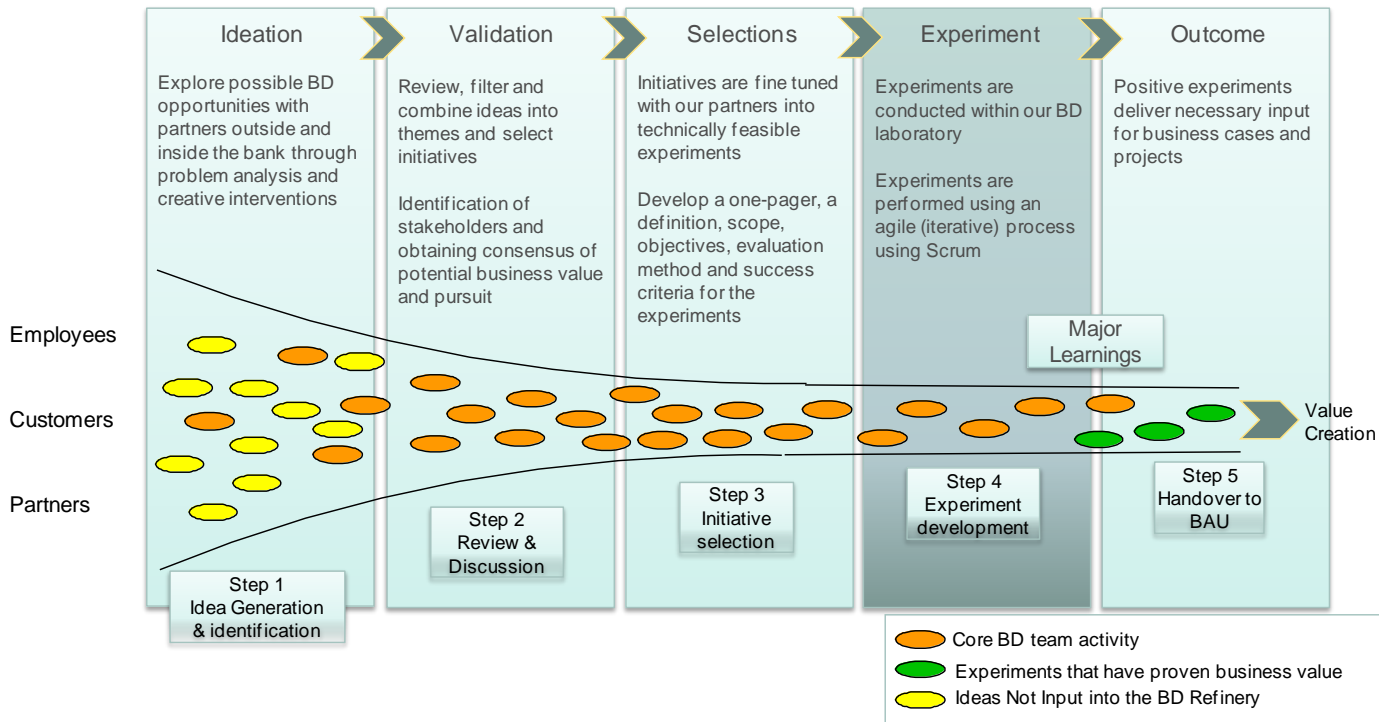 Ideation
Explore possible BD
opportunities with
partners outside and
inside the bank through
problem analysis and
creative interventions
Validation
Review, filter and
combine ideas into
themes and select
initiatives
Identification of
stakeholders and
obtaining consensus of
potential business value
and pursuit
Selections
Initiatives are fine tuned
with our partners into
technically feasible
experiments
Develop a one-pager, a
definition, scope,
objectives, evaluation
method and success
criteria for the
experiments
Experiment
Experiments are
conducted within our BD
laboratory
Experiments are
performed using an
agile (iterative) process
using Scrum
Outcome
Positive experiments
deliver necessary input
for business cases and
projects
Employees
Customers
Partners
Major
Learnings
Value
Creation
Step 1
Idea Generation
& identification
Step 2
Review &
Discussion
Step 3
Initiative
selection
Step 4
Experiment
development
Step 5
Handover to
BAU
Core BD team activity
Experiments that have proven business value
Ideas Not Input into the BD Refinery